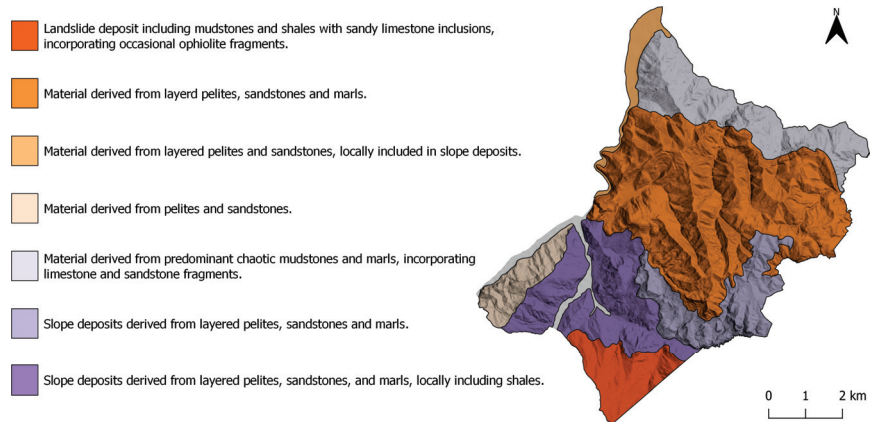 Landslide deposit including mudstones and shales with sandy limestone inclusions,
incorporating occasional ophiolite fragments.
Material derived from layerd pelites, sandstones and marls.
Material derived from layered pelites and sandstones, locally included in slope deposits.
Material derived from pelites and sandstones.
Material derived from predominant chaotic mudstones and marls, incorporating
limestone and sandstone fragments.
Slope deposits derived from layered pelites, sandstones and marls.
Slope deposits derived from layered pelites, sandstones, and marls, locally including shales.
N
0 1 2 km